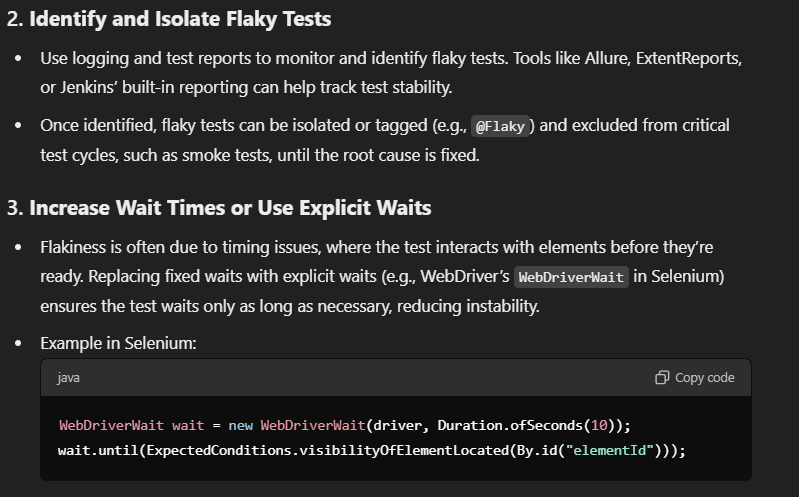 2. Identify and Isolate Flaky Tests
• Use logging and test reports to monitor and identify flaky tests. Tools like Allure, ExtentReports,
or Jenkins’ built-in reporting can help track test stability.
• Once identified, flaky tests can be isolated or tagged (e.g., @Flaky) and excluded from critical
test cycles, such as smoke tests, until the root cause is fixed.
3. Increase Wait Times or Use Explicit Waits
• Flakiness is often due to timing issues, where the test interacts with elements before they’re
ready. Replacing fixed waits with explicit waits (e.g., WebDriver’s WebDriverWait in Selenium)
ensures the test waits only as long as necessary, reducing instability.
• Example in Selenium:
java
Copy code
WebDriverWait wait = new WebDriverWait(driver, Duration.ofSeconds(10));
wait.until(ExpectedConditions.visibilityOfElementLocated(By.id("elementId")));